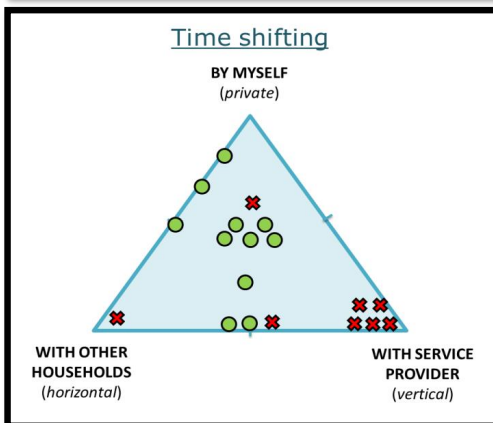 Time shifting
BY MYSELF
(private)
WITH OTHER
HOUSEHOLDS
(horizontal)
WITH SERVICE
PROVIDER
(vertical)